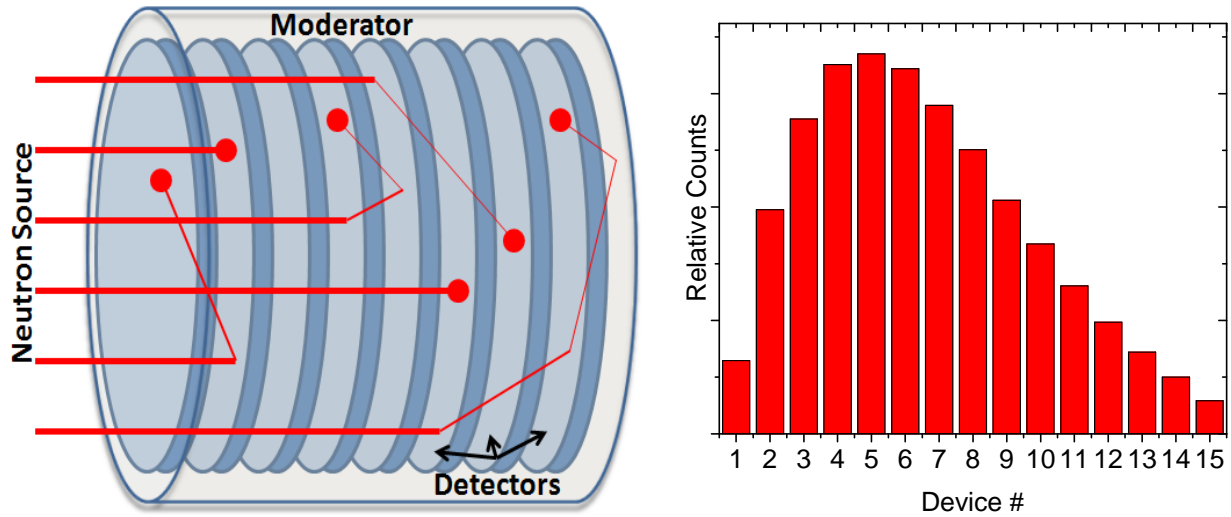 Moderator
Neutron Source
Detectors
Relative Counts
1 2 3 4 5 6 7 8 9 10 11 12 13 14 15
Device #